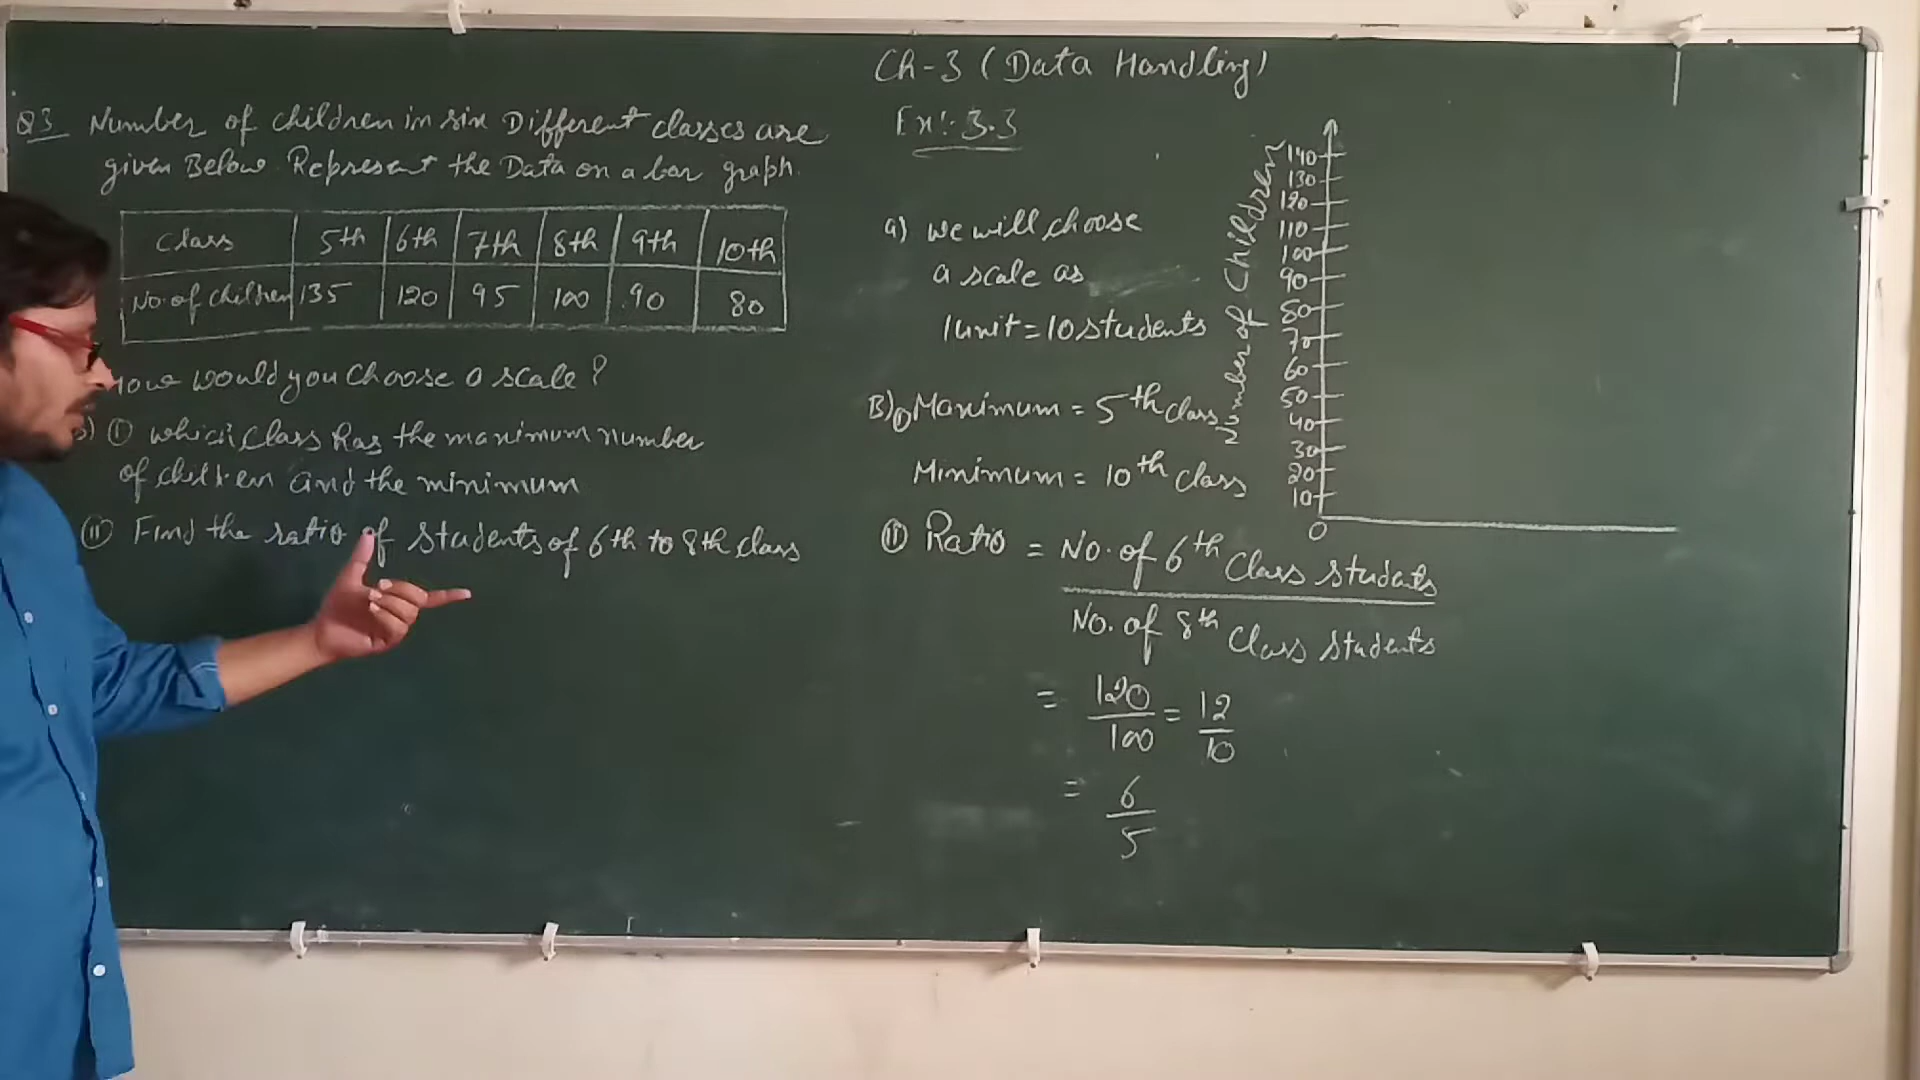 Ch-3 (Data Handling)
Ex:- 3.3
Q3 Number of children in six Different classes are
given Below. Represent the Data on a bar graph.
Class 5th 6th 7th 8th 9th 10th
No. of children 135 120 95 100 90 80
How would you choose a scale?
(i) which class has the maximum number
of children and the minimum
(ii) Find the ratio of students of 6th to 8th class
a) we will choose
a scale as
1 unit = 10 students
B) (i) Maximum = 5th class
Minimum = 10th class
(ii) Ratio = No. of 6th class students
No. of 8th class students
= 120/100 = 12/10
= 6/5
Number of Children
140
130
120
110
100
90
80
70
60
50
40
30
20
10
0